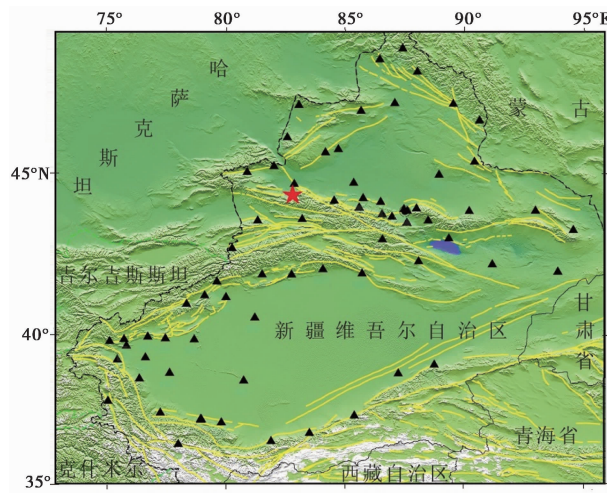 75° 80° 85° 90° 95°E
哈
萨
克
斯
坦
蒙 古
45°N
吉尔吉斯斯坦
新疆维吾尔自治区
甘
肃
省
40°
青海省
克什米尔
西藏自治区
35°